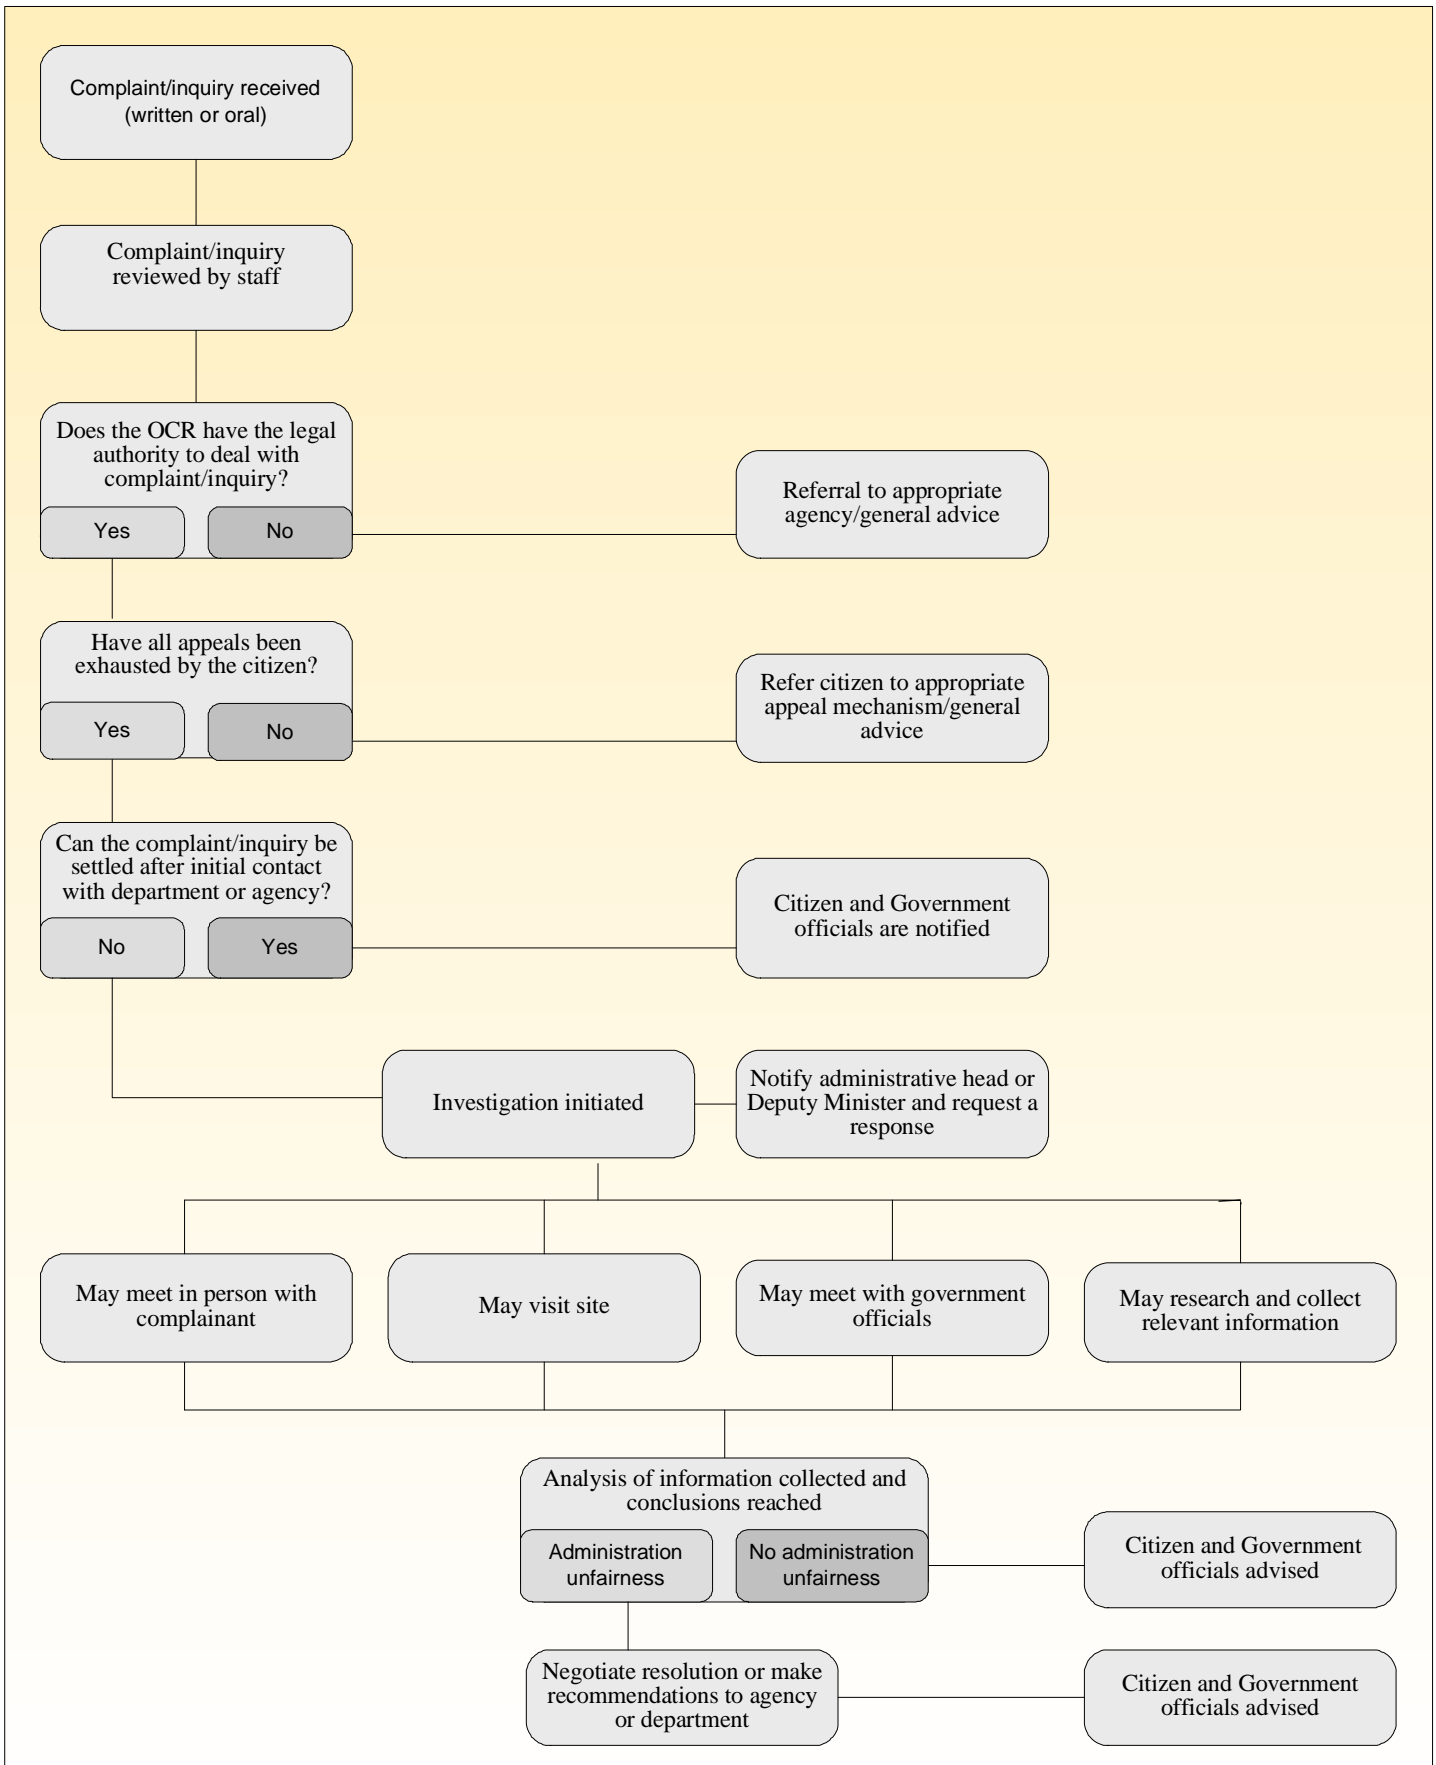 Complaint/inquiry received
(written or oral)
Complaint/inquiry
reviewed by staff
Does the OCR have the legal
authority to deal with
complaint/inquiry?
Yes
No
Referral to appropriate
agency/general advice
Have all appeals been
exhausted by the citizen?
Yes
No
Refer citizen to appropriate
appeal mechanism/general
advice
Can the complaint/inquiry be
settled after initial contact
with department or agency?
No
Yes
Citizen and Government
officials are notified
Investigation initiated
Notify administrative head or
Deputy Minister and request a
response
May meet in person with
complainant
May visit site
May meet with government
officials
May research and collect
relevant information
Analysis of information collected and
conclusions reached
Administration
unfairness
No administration
unfairness
Citizen and Government
officials advised
Negotiate resolution or make
recommendations to agency
or department
Citizen and Government
officials advised